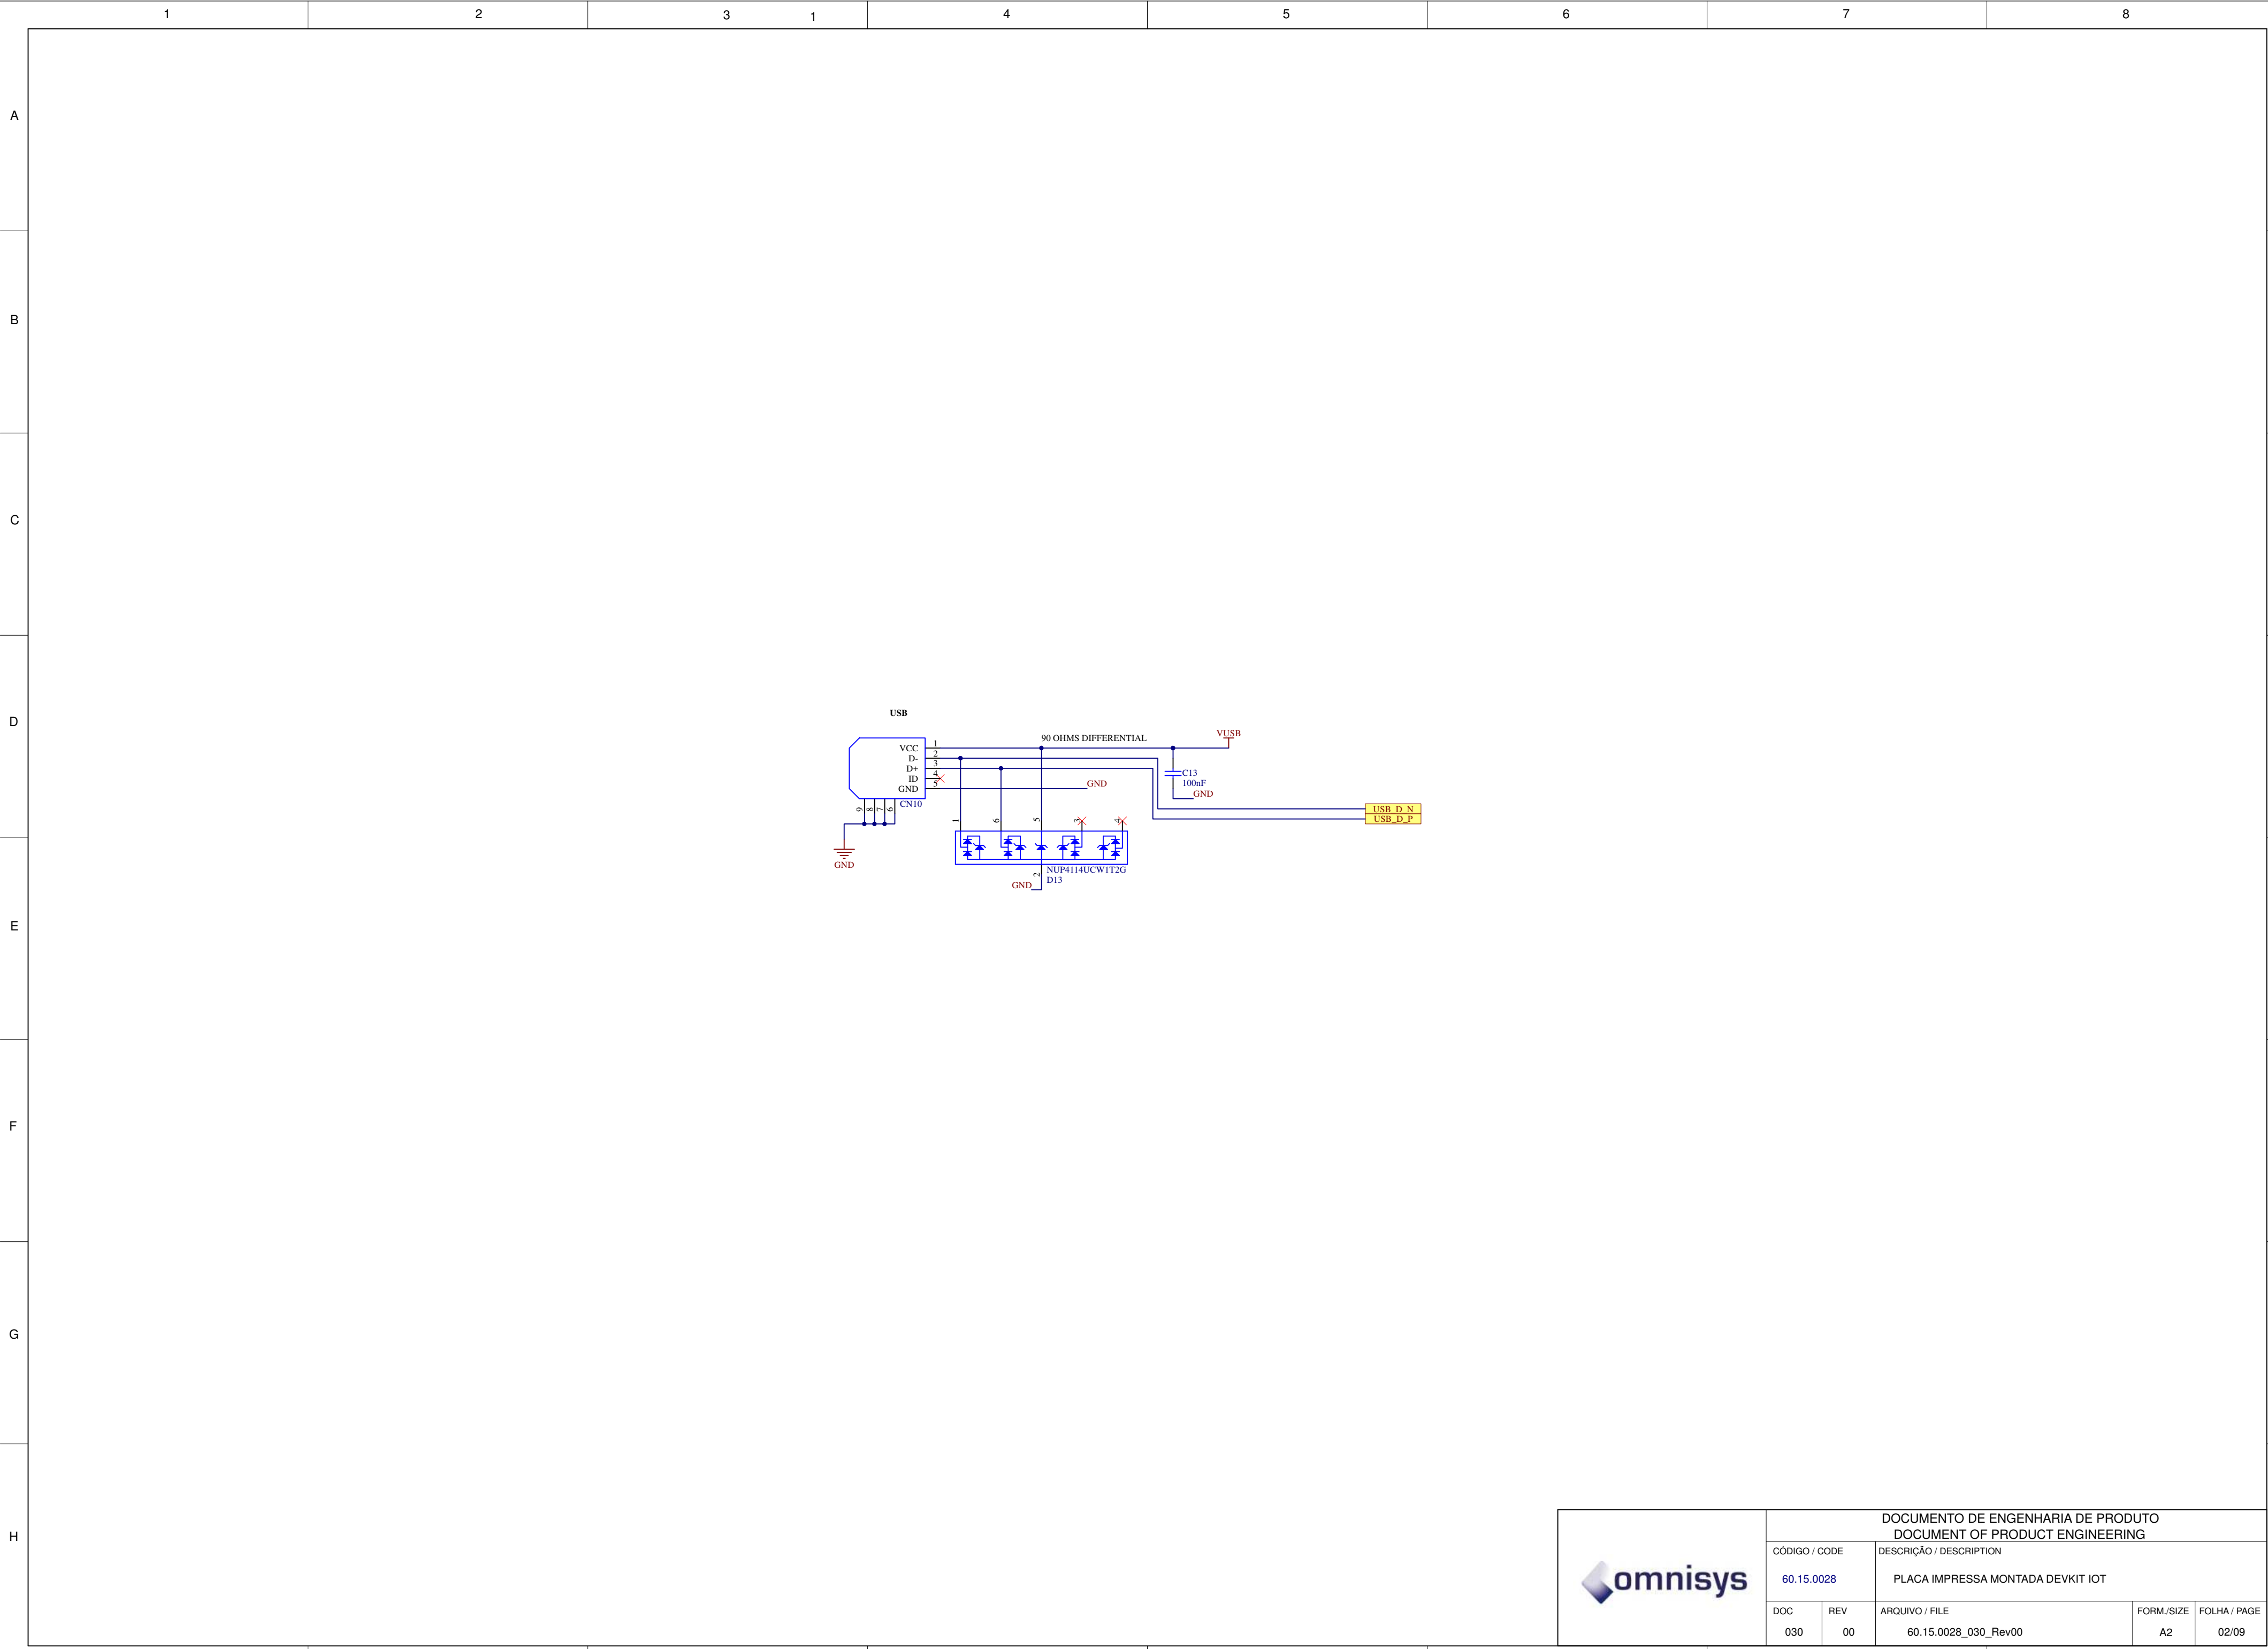 1 2 3 1 4 5 6 7 8
A
B
C
D
E
F
G
H
USB
90 OHMS DIFFERENTIAL
VUSB
VCC 1
D- 2
D+ 3
ID 4
GND 5
CN10
9 8 7 6
GND
GND
C13
100nF
GND
USB_D_N
USB_D_P
1 6 5 3 4
2
NUP4114UCW1T2G
D13
GND
omnisys
DOCUMENTO DE ENGENHARIA DE PRODUTO
DOCUMENT OF PRODUCT ENGINEERING
CÓDIGO / CODE
60.15.0028
DESCRIÇÃO / DESCRIPTION
PLACA IMPRESSA MONTADA DEVKIT IOT
DOC
030
REV
00
ARQUIVO / FILE
60.15.0028_030_Rev00
FORM./SIZE
A2
FOLHA / PAGE
02/09